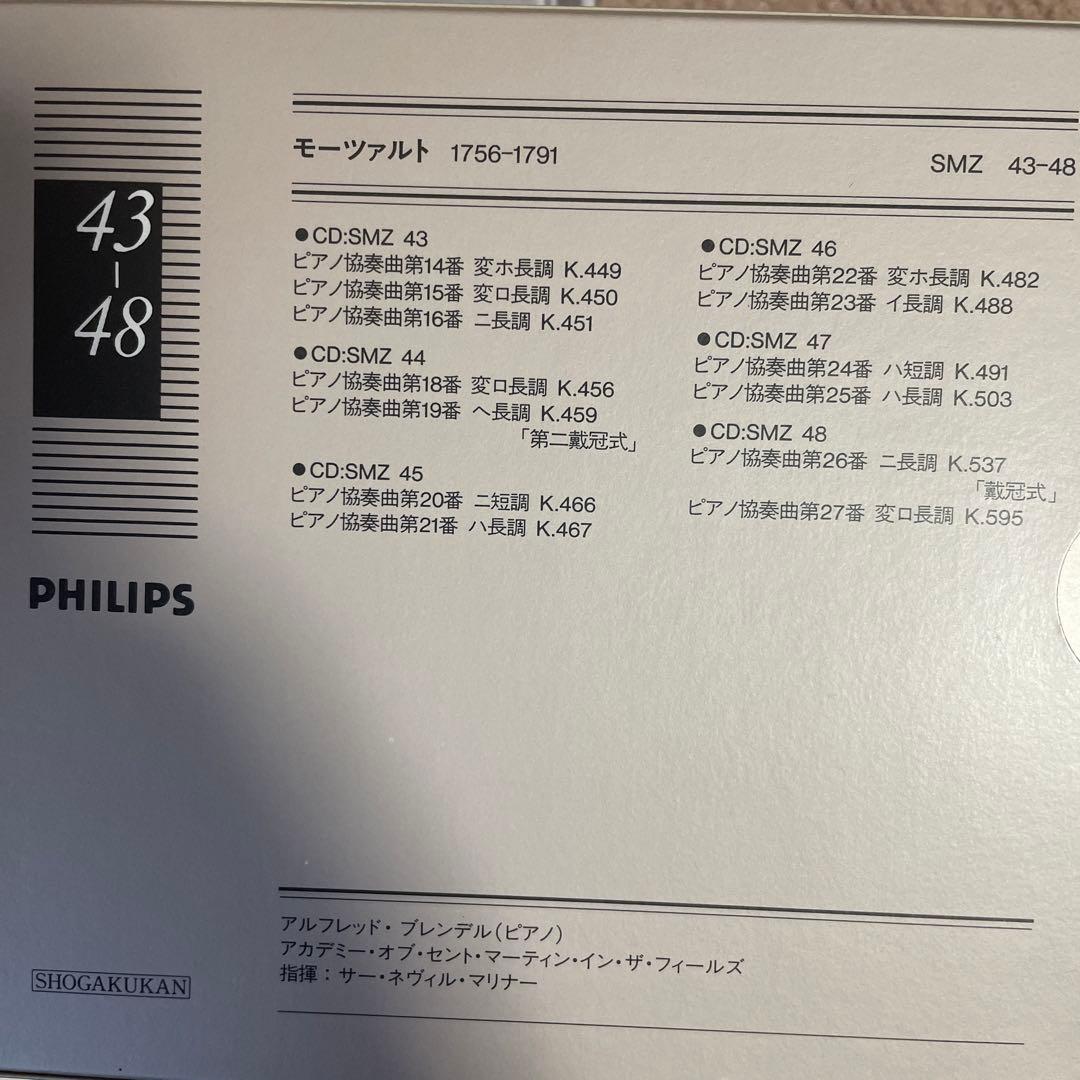 43
|
48
PHILIPS
SHOGAKUKAN
モーツァルト 1756-1791
SMZ 43-48
●CD:SMZ 43
ピアノ協奏曲第14番 変ホ長調 K.449
ピアノ協奏曲第15番 変ロ長調 K.450
ピアノ協奏曲第16番 ニ長調 K.451
●CD:SMZ 44
ピアノ協奏曲第18番 変ロ長調 K.456
ピアノ協奏曲第19番 ヘ長調 K.459
「第二戴冠式」
●CD:SMZ 45
ピアノ協奏曲第20番 ニ短調 K.466
ピアノ協奏曲第21番 ハ長調 K.467
●CD:SMZ 46
ピアノ協奏曲第22番 変ホ長調 K.482
ピアノ協奏曲第23番 イ長調 K.488
●CD:SMZ 47
ピアノ協奏曲第24番 ハ短調 K.491
ピアノ協奏曲第25番 ハ長調 K.503
●CD:SMZ 48
ピアノ協奏曲第26番 ニ長調 K.537
「戴冠式」
ピアノ協奏曲第27番 変ロ長調 K.595
アルフレッド・ブレンデル(ピアノ)
アカデミー・オブ・セント・マーティン・イン・ザ・フィールズ
指揮：サー・ネヴィル・マリナー